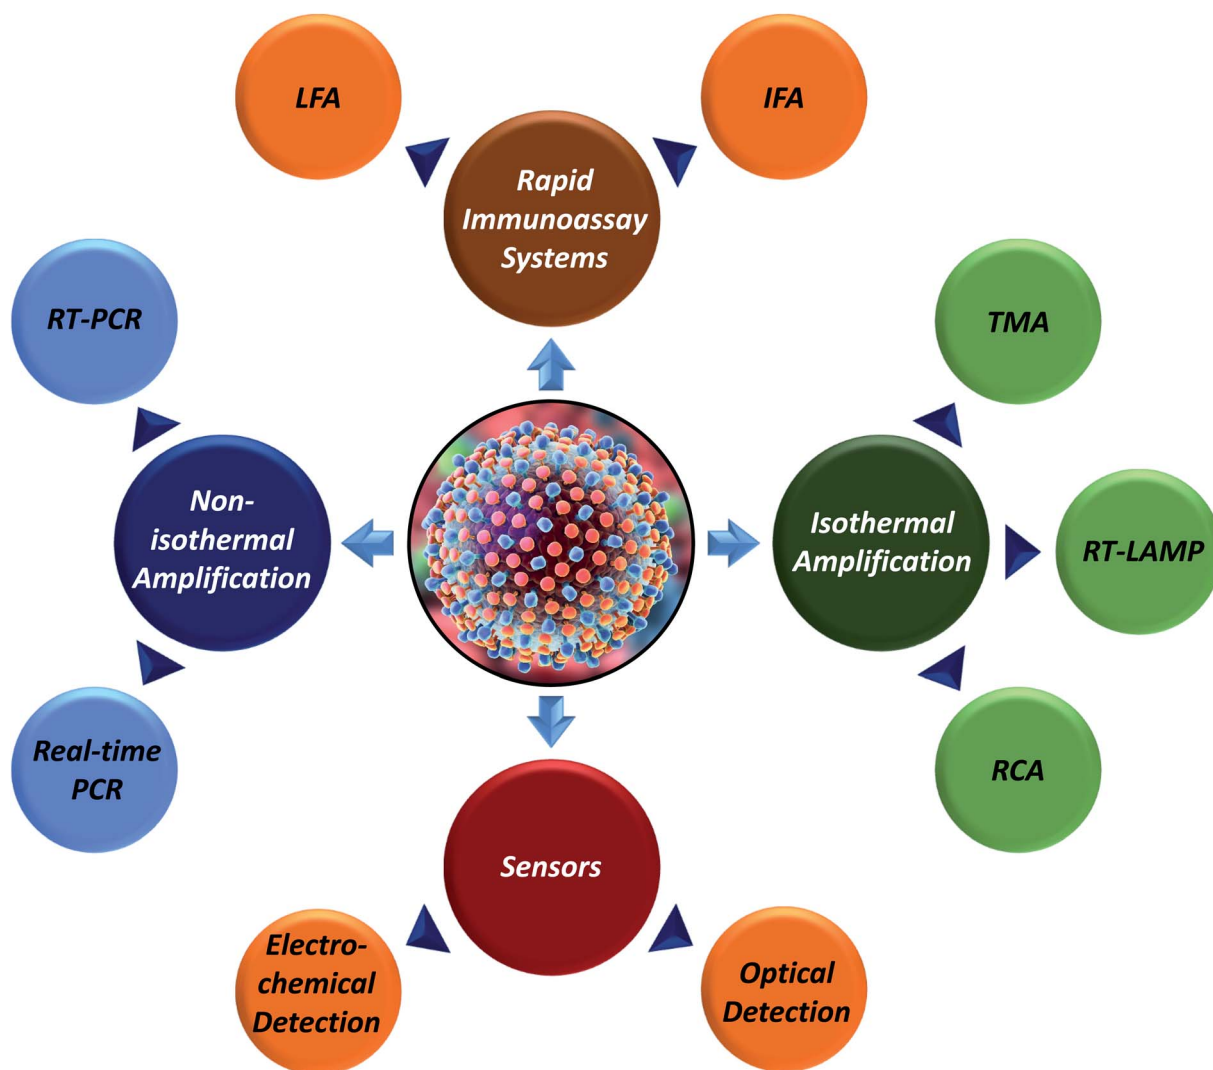 LFA
IFA
Rapid
Immunoassay
Systems
RT-PCR
TMA
Non-
isothermal
Amplification
Isothermal
Amplification
RT-LAMP
Real-time
PCR
RCA
Sensors
Electro-
chemical
Detection
Optical
Detection